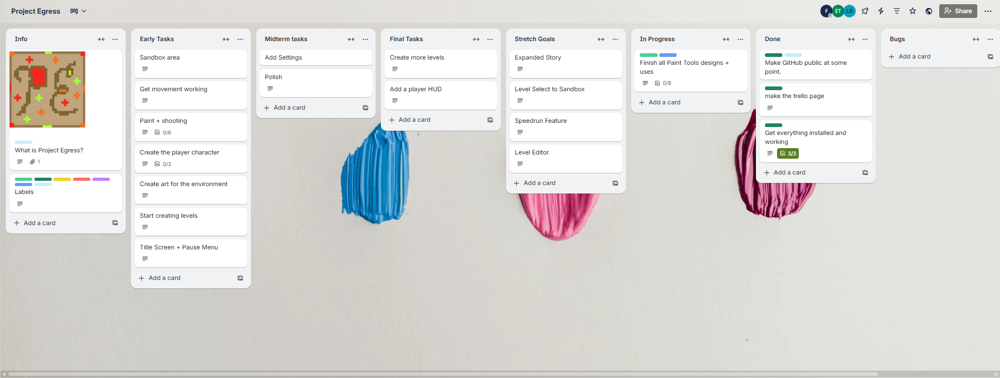 Project Egress
F
ET
LB
Share
Info
What is Project Egress?
1
Labels
Add a card
Early Tasks
Sandbox area
Get movement working
Paint + shooting
0/6
Create the player character
0/3
Create art for the environment
Start creating levels
Title Screen + Pause Menu
Add a card
Midterm tasks
Add Settings
Polish
Add a card
Final Tasks
Create more levels
Add a player HUD
Add a card
Stretch Goals
Expanded Story
Level Select to Sandbox
Speedrun Feature
Level Editor
Add a card
In Progress
Finish all Paint Tools designs +
uses
0/8
Add a card
Done
Make GitHub public at some
point.
make the trello page
Get everything installed and
working
3/3
Add a card
Bugs
Add a card